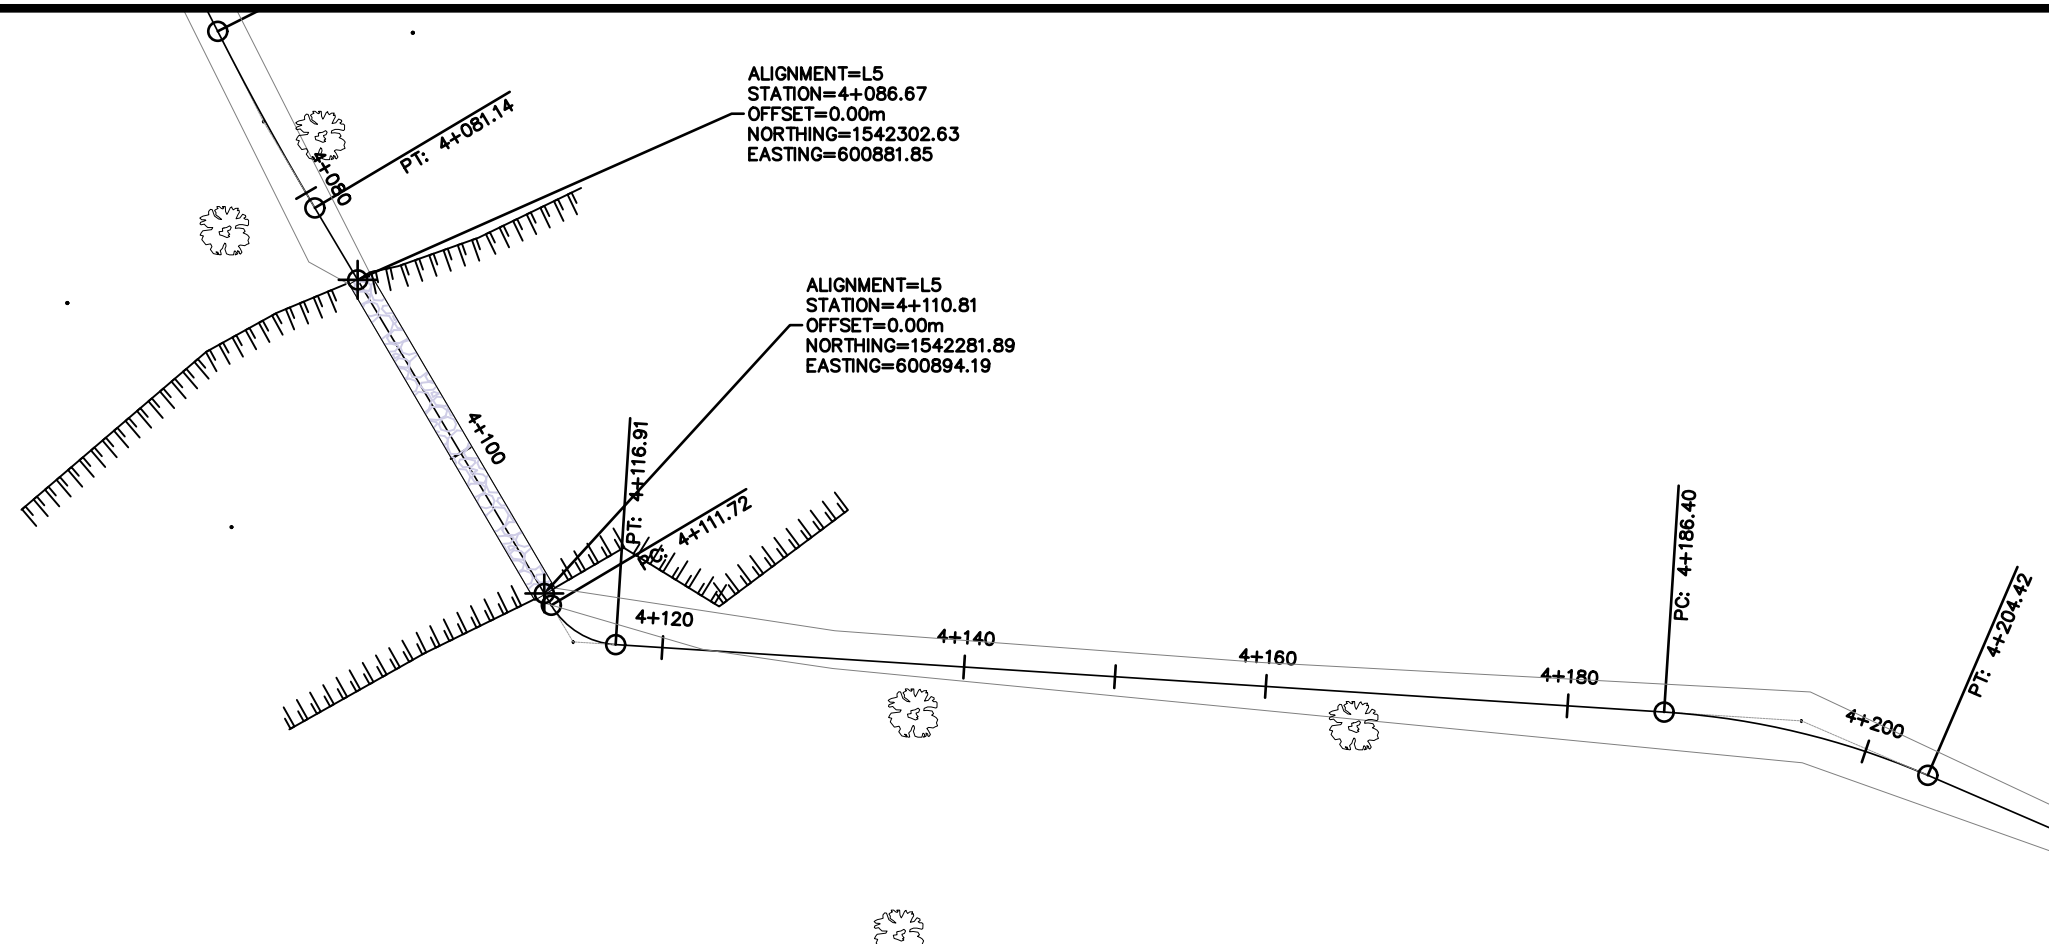 ALIGNMENT=L5
STATION=4+086.67
OFFSET=0.00m
NORTHING=1542302.63
EASTING=600881.85
PT: 4+081.14
4+080
ALIGNMENT=L5
STATION=4+110.81
OFFSET=0.00m
NORTHING=1542281.89
EASTING=600894.19
4+100
PT: 4+116.91
PC: 4+111.72
4+120
4+140
4+160
4+180
PC: 4+186.40
4+200
PT: 4+204.42